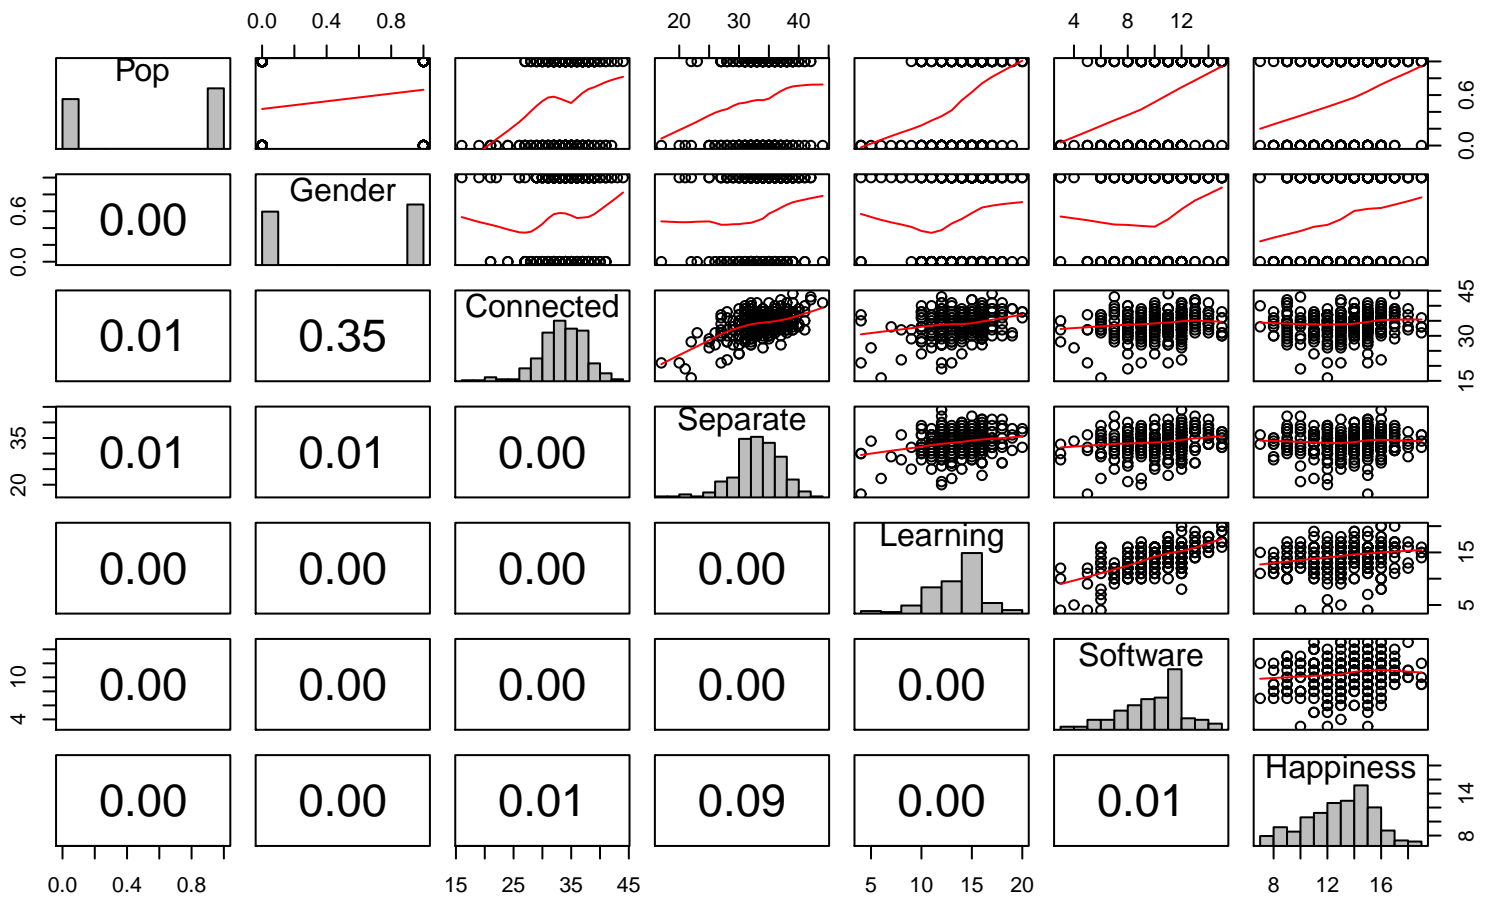 0.0 0.4 0.8 20 30 40 4 8 12
Pop
0.0 0.6
0.00 Gender
0.0 0.6
0.01 0.35 Connected
15 30 45
0.01 0.01 0.00 Separate
20 35
0.00 0.00 0.00 0.00 Learning
5 15
0.00 0.00 0.00 0.00 0.00 Software
4 10
0.00 0.00 0.01 0.09 0.00 0.01 Happiness
8 14
0.0 0.4 0.8 15 25 35 45 5 10 15 20 8 12 16